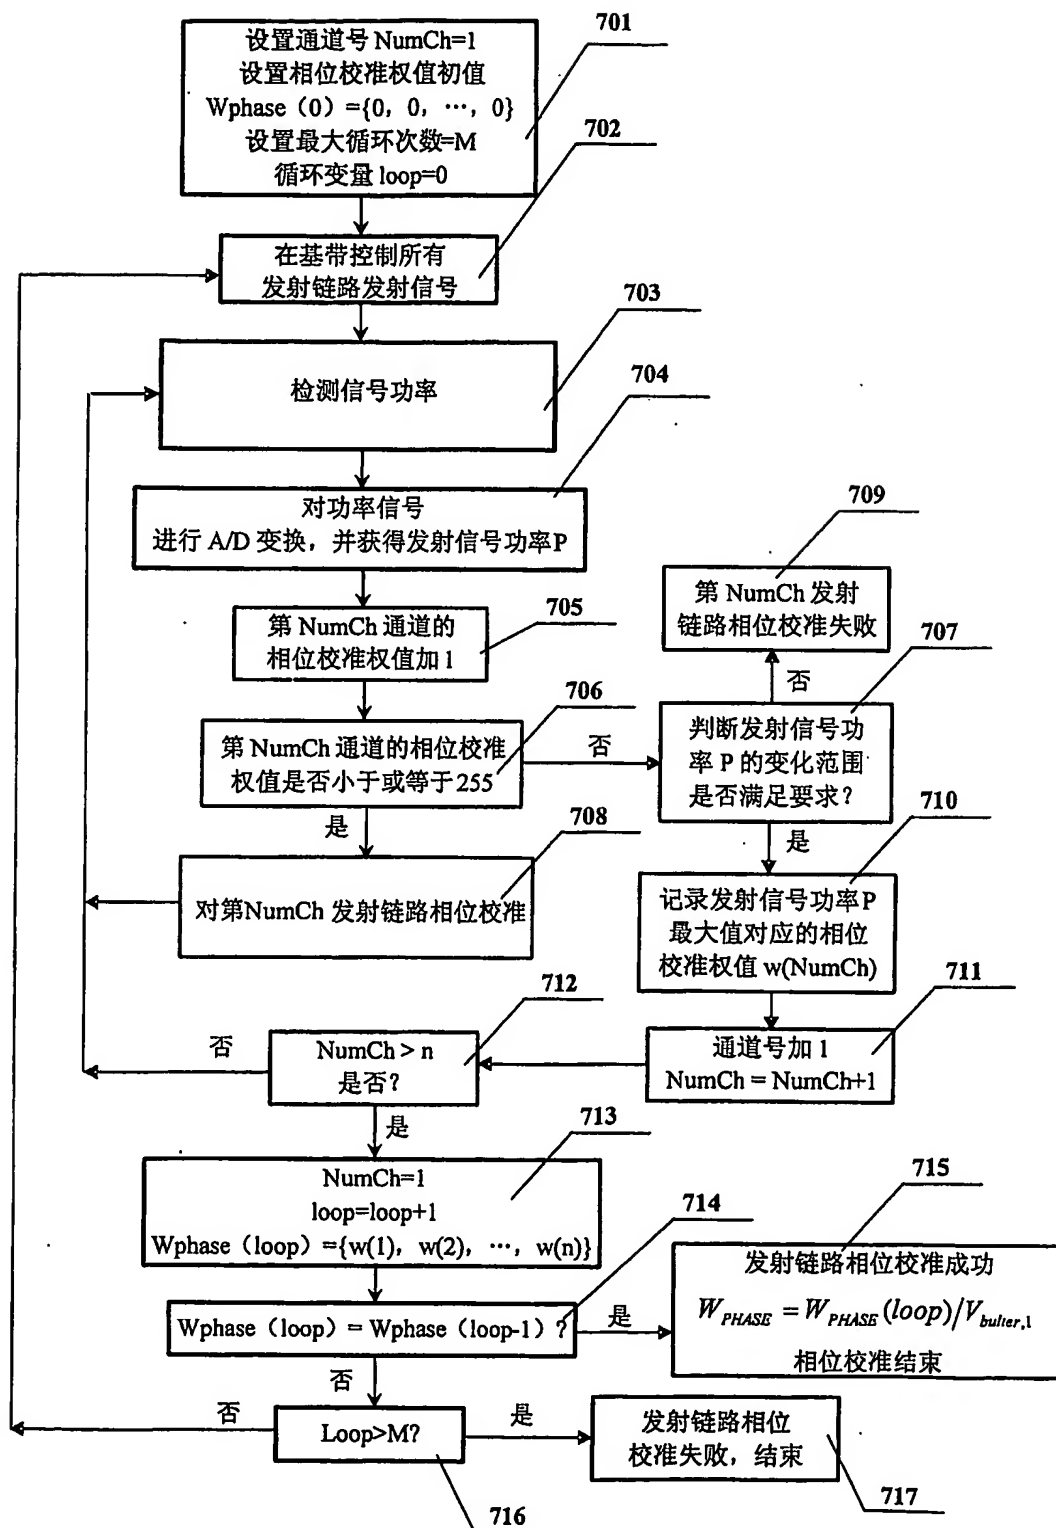 701
设置通道号 NumCh=1
设置相位校准权值初值
Wphase（0）={0，0，…，0}
设置最大循环次数=M
循环变量 loop=0
702
在基带控制所有
发射链路发射信号
703
检测信号功率
704
对功率信号
进行 A/D 变换，并获得发射信号功率P
705
第 NumCh 通道的
相位校准权值加 1
706
第 NumCh 通道的相位校准
权值是否小于或等于 255
否
是
708
对第NumCh 发射链路相位校准
709
第 NumCh 发射
链路相位校准失败
否
707
判断发射信号功
率 P 的变化范围
是否满足要求？
是
710
记录发射信号功率P
最大值对应的相位
校准权值 w(NumCh)
711
通道号加 1
NumCh = NumCh+1
712
NumCh > n
是否？
否
是
713
NumCh=1
loop=loop+1
Wphase（loop）={w(1)，w(2)，…，w(n)}
714
Wphase（loop）= Wphase（loop-1）？
是
否
715
发射链路相位校准成功
W_PHASE = W_PHASE(loop)/V_bulter,1
相位校准结束
716
Loop>M?
否
是
717
发射链路相位
校准失败，结束